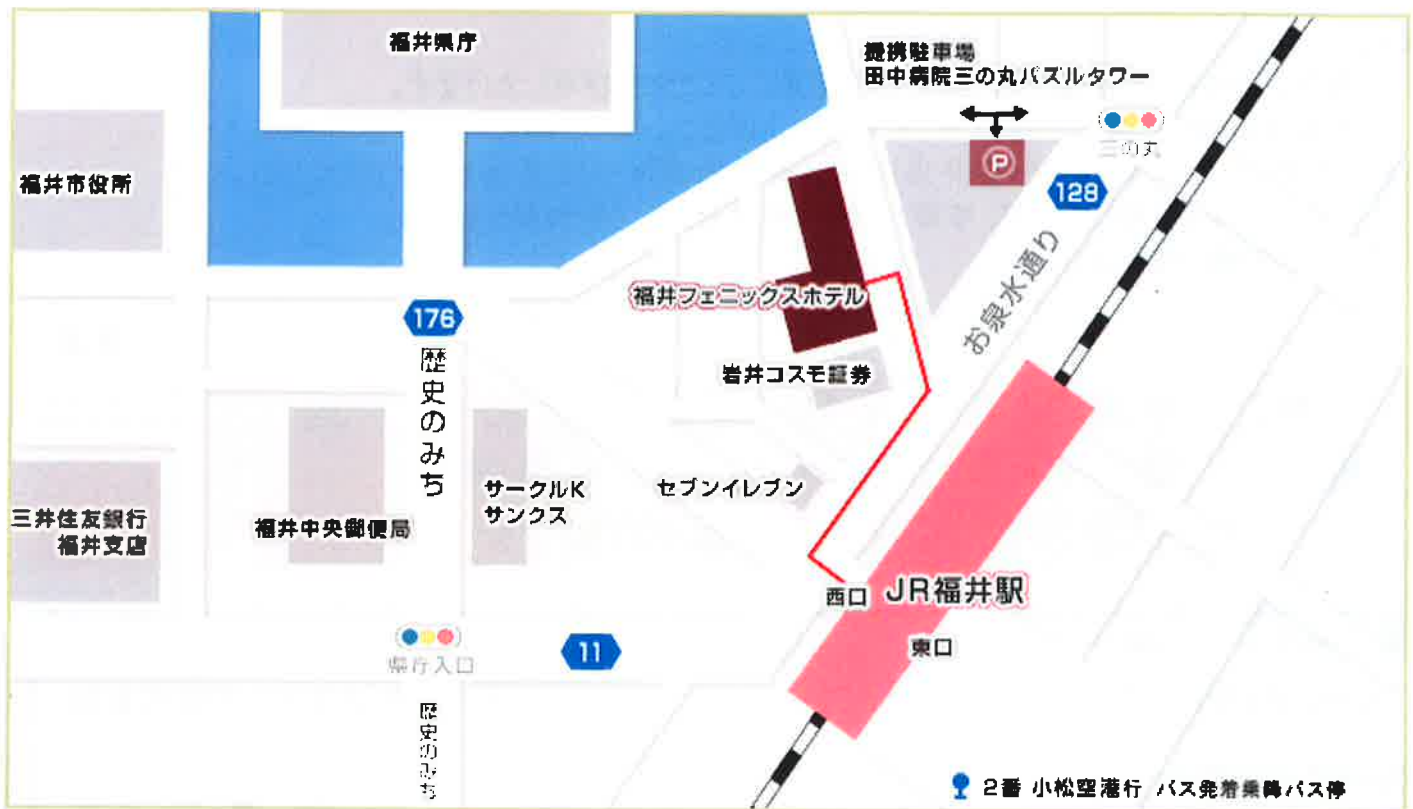 福井県庁
提携駐車場
田中病院三の丸パズルタワー
三の丸
P
128
福井市役所
お泉水通り
福井フェニックスホテル
176
歴史のみち
岩井コスモ証券
サークルK
サンクス
セブンイレブン
三井住友銀行
福井支店
福井中央郵便局
西口
JR福井駅
東口
県庁入口
11
歴史のみち
2番 小松空港行 バス発着乗降バス停